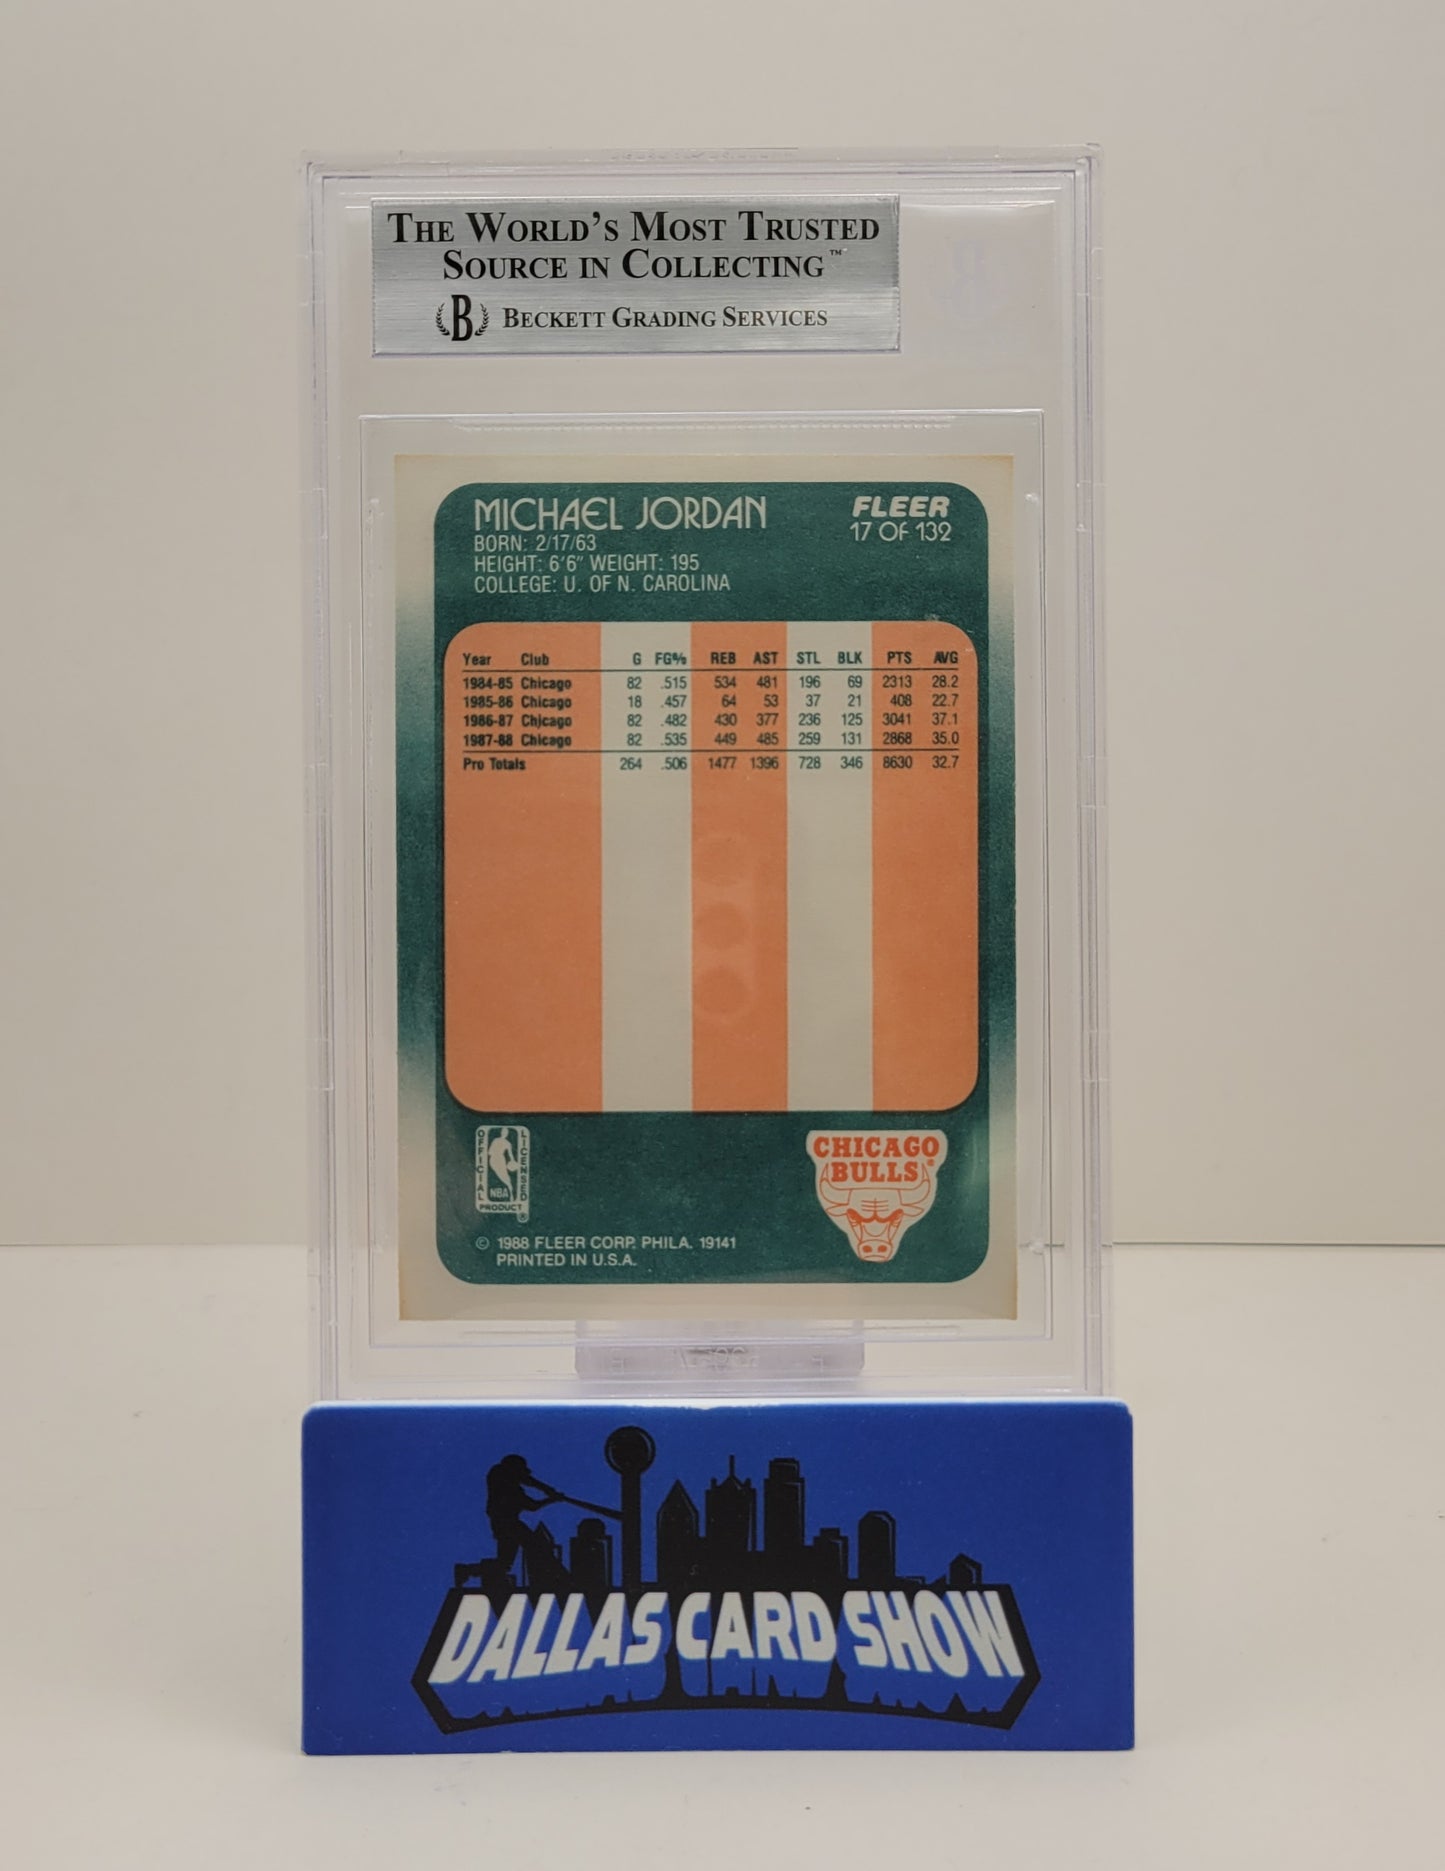 THE WORLD'S MOST TRUSTED
SOURCE IN COLLECTING™
B BECKETT GRADING SERVICES
MICHAEL JORDAN
FLEER
17 OF 132
BORN: 2/17/63
HEIGHT: 6'6" WEIGHT: 195
COLLEGE: U. OF N. CAROLINA
Year Club G FG% REB AST STL BLK PTS AVG
1984-85 Chicago 82 .515 534 481 196 69 2313 28.2
1985-86 Chicago 18 .457 64 53 37 21 408 22.7
1986-87 Chicago 82 .482 430 377 236 125 3041 37.1
1987-88 Chicago 82 .535 449 485 259 131 2868 35.0
Pro Totals 264 .506 1477 1396 728 346 8630 32.7
OFFICIAL LICENSED
NBA
PRODUCT
®
CHICAGO
BULLS®
© 1988 FLEER CORP. PHILA. 19141
PRINTED IN U.S.A.
DALLAS CARD SHOW